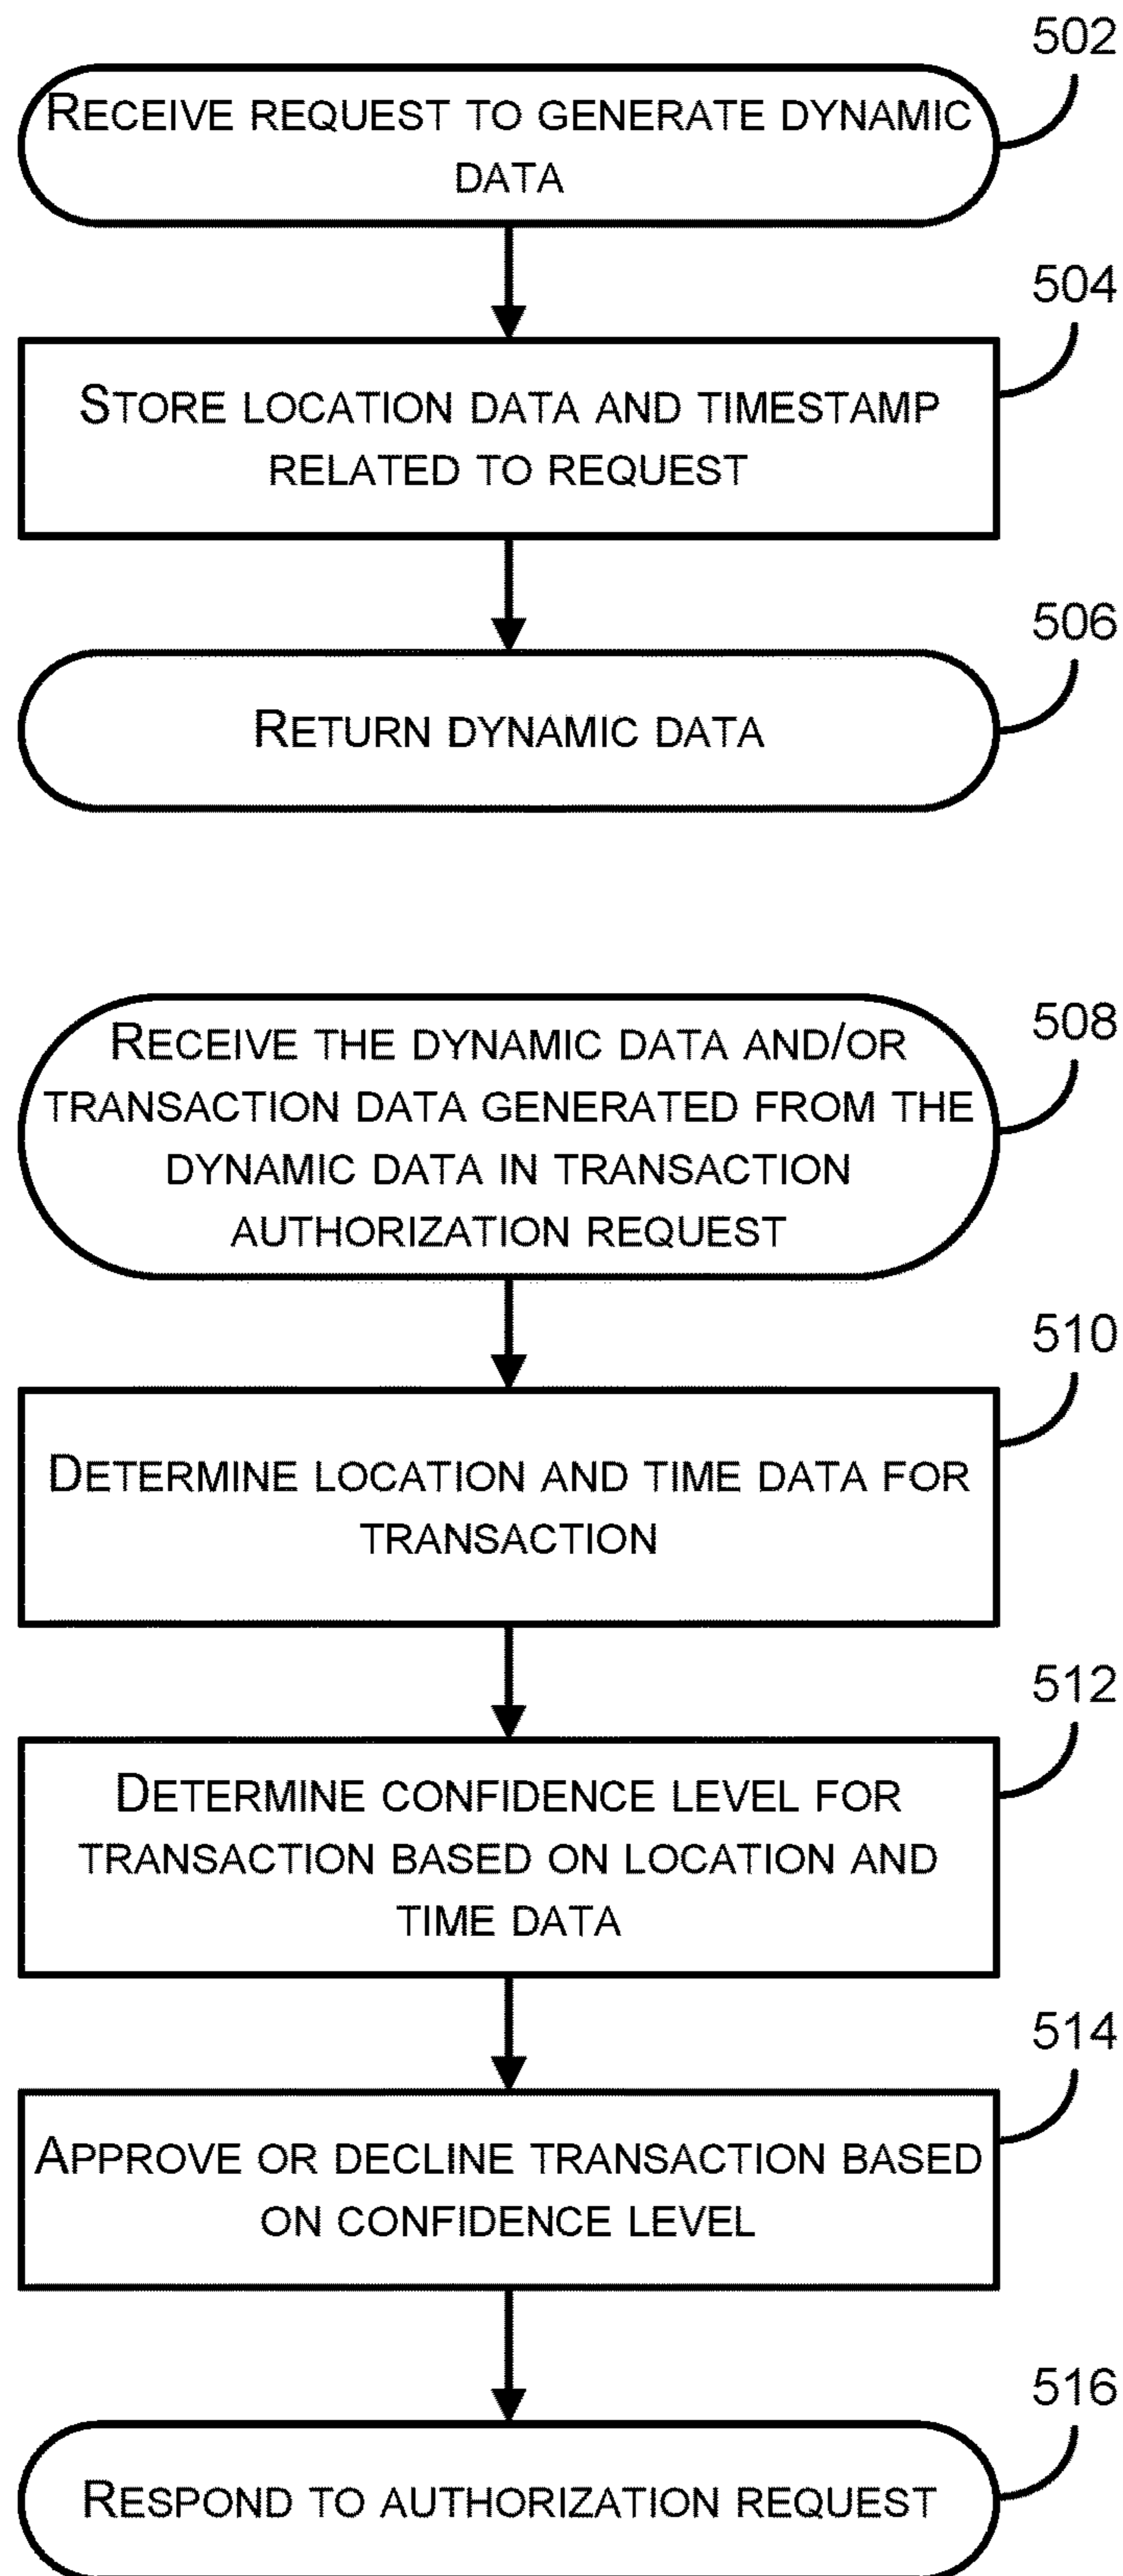 502
RECEIVE REQUEST TO GENERATE DYNAMIC
DATA
504
STORE LOCATION DATA AND TIMESTAMP
RELATED TO REQUEST
506
RETURN DYNAMIC DATA
508
RECEIVE THE DYNAMIC DATA AND/OR
TRANSACTION DATA GENERATED FROM THE
DYNAMIC DATA IN TRANSACTION
AUTHORIZATION REQUEST
510
DETERMINE LOCATION AND TIME DATA FOR
TRANSACTION
512
DETERMINE CONFIDENCE LEVEL FOR
TRANSACTION BASED ON LOCATION AND
TIME DATA
514
APPROVE OR DECLINE TRANSACTION BASED
ON CONFIDENCE LEVEL
516
RESPOND TO AUTHORIZATION REQUEST